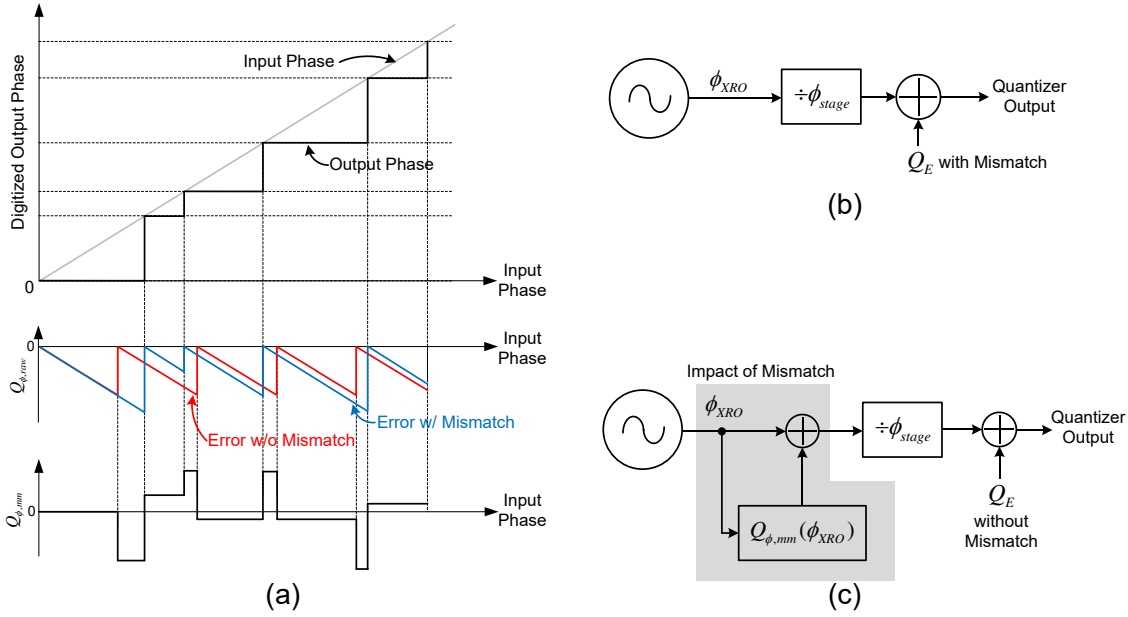 Digitized Output Phase
Input Phase
Output Phase
0
Input
Phase
0
Qϕ,raw
Input
Phase
Error w/o Mismatch
Error w/ Mismatch
0
Qϕ,mm
Input
Phase
(a)
ϕXRO
÷ϕstage
Quantizer
Output
QE with Mismatch
(b)
Impact of Mismatch
ϕXRO
÷ϕstage
Quantizer
Output
Qϕ,mm(ϕXRO)
QE
without
Mismatch
(c)